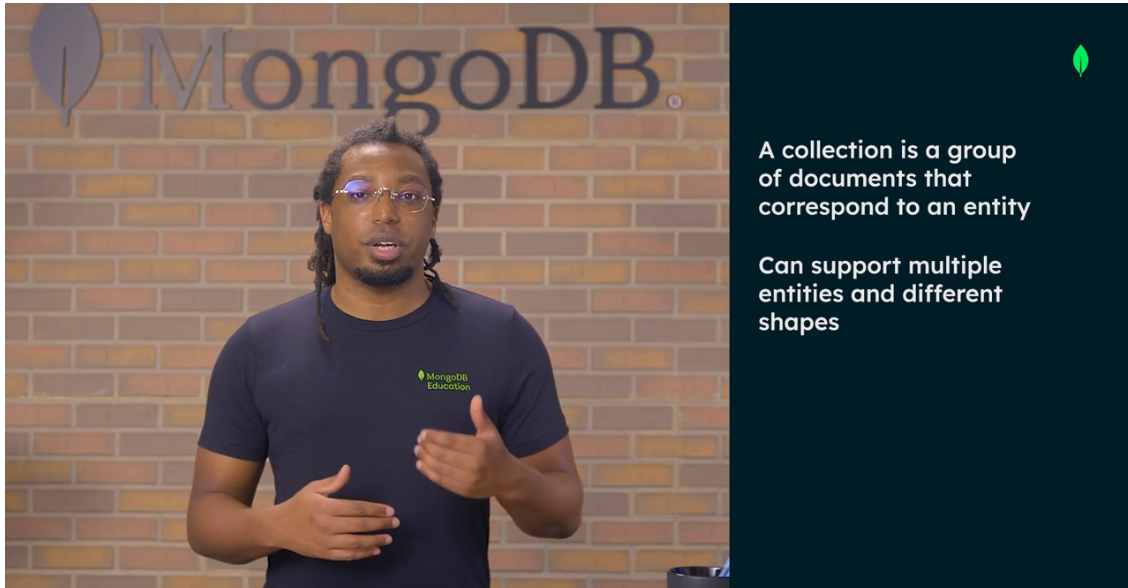 MongoDB®
MongoDB
Education
A collection is a group
of documents that
correspond to an entity
Can support multiple
entities and different
shapes